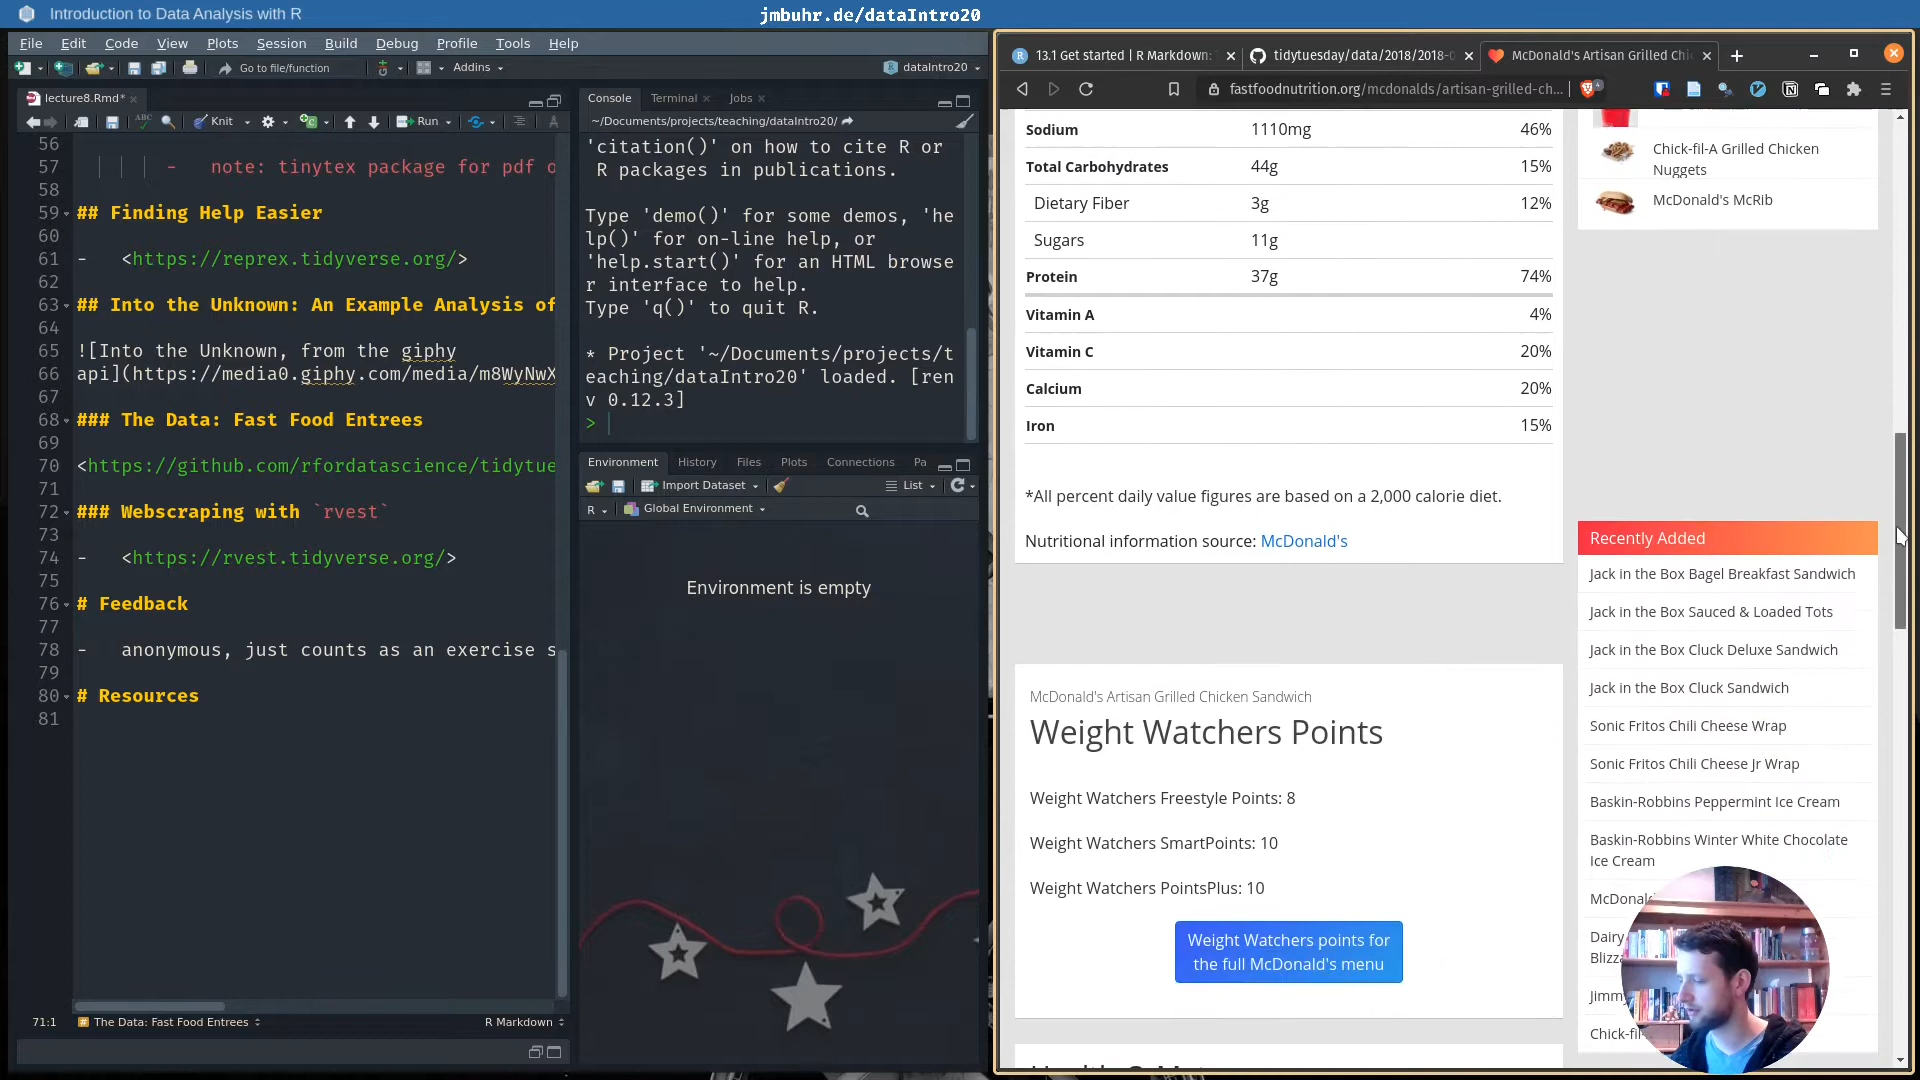 Introduction to Data Analysis with R
jmbuhr.de/dataIntro20
File Edit Code View Plots Session Build Debug Profile Tools Help
Go to file/function
Addins
dataIntro20
lecture8.Rmd*
Knit
Run
56
57 - note: tinytex package for pdf o
58
59 ## Finding Help Easier
60
61 - <https://reprex.tidyverse.org/>
62
63 ## Into the Unknown: An Example Analysis of
64
65 ![Into the Unknown, from the giphy
66 api](https://media0.giphy.com/media/m8WyNwX
67
68 ### The Data: Fast Food Entrees
69
70 <https://github.com/rfordatascience/tidytue
71
72 ### Webscraping with `rvest`
73
74 - <https://rvest.tidyverse.org/>
75
76 # Feedback
77
78 - anonymous, just counts as an exercise s
79
80 # Resources
81
71:1 # The Data: Fast Food Entrees
R Markdown
Console Terminal Jobs
~/Documents/projects/teaching/dataIntro20/
'citation()' on how to cite R or
R packages in publications.
Type 'demo()' for some demos, 'he
lp()' for on-line help, or
'help.start()' for an HTML browse
r interface to help.
Type 'q()' to quit R.
* Project '~/Documents/projects/t
eaching/dataIntro20' loaded. [ren
v 0.12.3]
>
Environment History Files Plots Connections Pa
Import Dataset
List
R
Global Environment
Environment is empty
13.1 Get started | R Markdown:
tidytuesday/data/2018/2018-
McDonald's Artisan Grilled Chi
fastfoodnutrition.org/mcdonalds/artisan-grilled-ch...
Sodium 1110mg 46%
Total Carbohydrates 44g 15%
Dietary Fiber 3g 12%
Sugars 11g
Protein 37g 74%
Vitamin A 4%
Vitamin C 20%
Calcium 20%
Iron 15%
*All percent daily value figures are based on a 2,000 calorie diet.
Nutritional information source: McDonald's
McDonald's Artisan Grilled Chicken Sandwich
Weight Watchers Points
Weight Watchers Freestyle Points: 8
Weight Watchers SmartPoints: 10
Weight Watchers PointsPlus: 10
Weight Watchers points for
the full McDonald's menu
Chick-fil-A Grilled Chicken
Nuggets
McDonald's McRib
Recently Added
Jack in the Box Bagel Breakfast Sandwich
Jack in the Box Sauced & Loaded Tots
Jack in the Box Cluck Deluxe Sandwich
Jack in the Box Cluck Sandwich
Sonic Fritos Chili Cheese Wrap
Sonic Fritos Chili Cheese Jr Wrap
Baskin-Robbins Peppermint Ice Cream
Baskin-Robbins Winter White Chocolate
Ice Cream
McDonal
Dairy
Blizza
Jimm
Chick-fil-